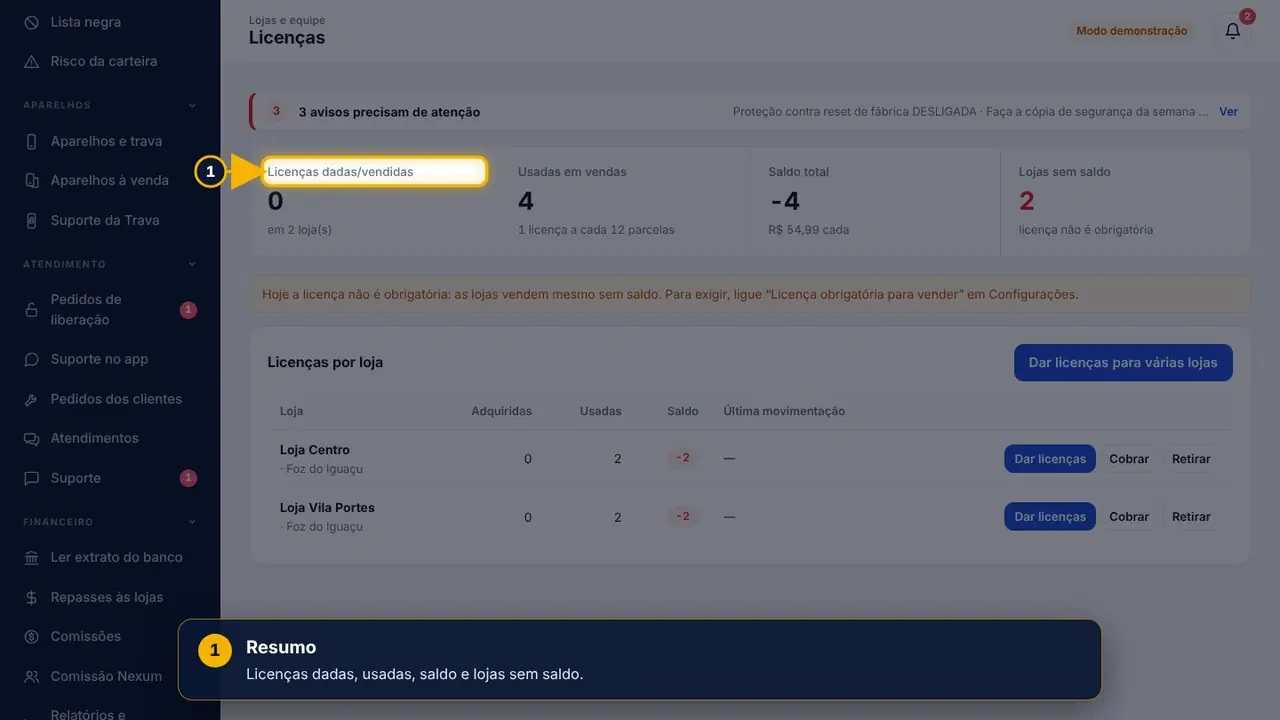 Lista negra
Risco da carteira
APARELHOS
Aparelhos e trava
Aparelhos à venda
Suporte da Trava
ATENDIMENTO
Pedidos de
liberação
1
Suporte no app
Pedidos dos clientes
Atendimentos
Suporte
1
FINANCEIRO
Ler extrato do banco
Repasses às lojas
Comissões
Comissão Nexum
Relatórios e
Lojas e equipe
Licenças
Modo demonstração
2
3
3 avisos precisam de atenção
Proteção contra reset de fábrica DESLIGADA · Faça a cópia de segurança da semana ...
Ver
1
Licenças dadas/vendidas
0
em 2 loja(s)
Usadas em vendas
4
1 licença a cada 12 parcelas
Saldo total
-4
R$ 54,99 cada
Lojas sem saldo
2
licença não é obrigatória
Hoje a licença não é obrigatória: as lojas vendem mesmo sem saldo. Para exigir, ligue “Licença obrigatória para vender” em Configurações.
Licenças por loja
Dar licenças para várias lojas
Loja Adquiridas Usadas Saldo Última movimentação
Loja Centro
· Foz do Iguaçu
0 2 -2 —
Dar licenças Cobrar Retirar
Loja Vila Portes
· Foz do Iguaçu
0 2 -2 —
Dar licenças Cobrar Retirar
1
Resumo
Licenças dadas, usadas, saldo e lojas sem saldo.